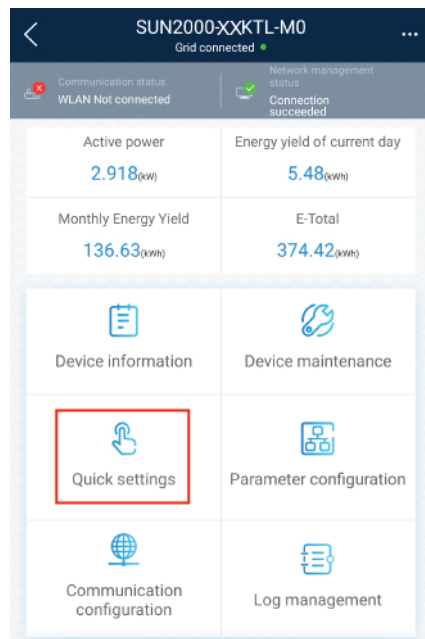 SUN2000-XXKTL-M0
Grid connected
Communication status
WLAN Not connected
Network management
status
Connection
succeeded
Active power
2.918(kW)
Energy yield of current day
5.48(kWh)
Monthly Energy Yield
136.63(kWh)
E-Total
374.42(kWh)
Device information
Device maintenance
Quick settings
Parameter configuration
Communication
configuration
Log management